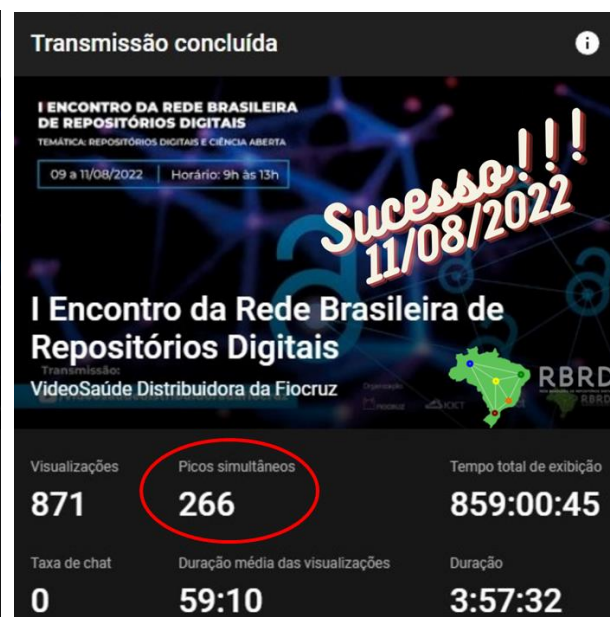 Transmissão concluída
I ENCONTRO DA REDE BRASILEIRA
DE REPOSITÓRIOS DIGITAIS
TEMÁTICA: REPOSITÓRIOS DIGITAIS E CIÊNCIA ABERTA
09 a 11/08/2022 | Horário: 9h às 13h
Sucesso!!!
11/08/2022
I Encontro da Rede Brasileira de
Repositórios Digitais
Transmissão:
VideoSaúde Distribuidora da Fiocruz
Organização
FIOCRUZ
RBRD
RBRD
Visualizações
871
Picos simultâneos
266
Tempo total de exibição
859:00:45
Taxa de chat
0
Duração média das visualizações
59:10
Duração
3:57:32